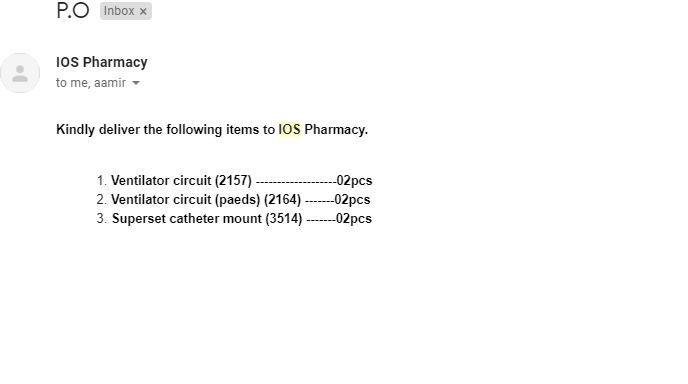 P.O Inbox x
IOS Pharmacy
to me, aamir
Kindly deliver the following items to IOS Pharmacy.
1. Ventilator circuit (2157) -------------------02pcs
2. Ventilator circuit (paeds) (2164) -------02pcs
3. Superset catheter mount (3514) -------02pcs